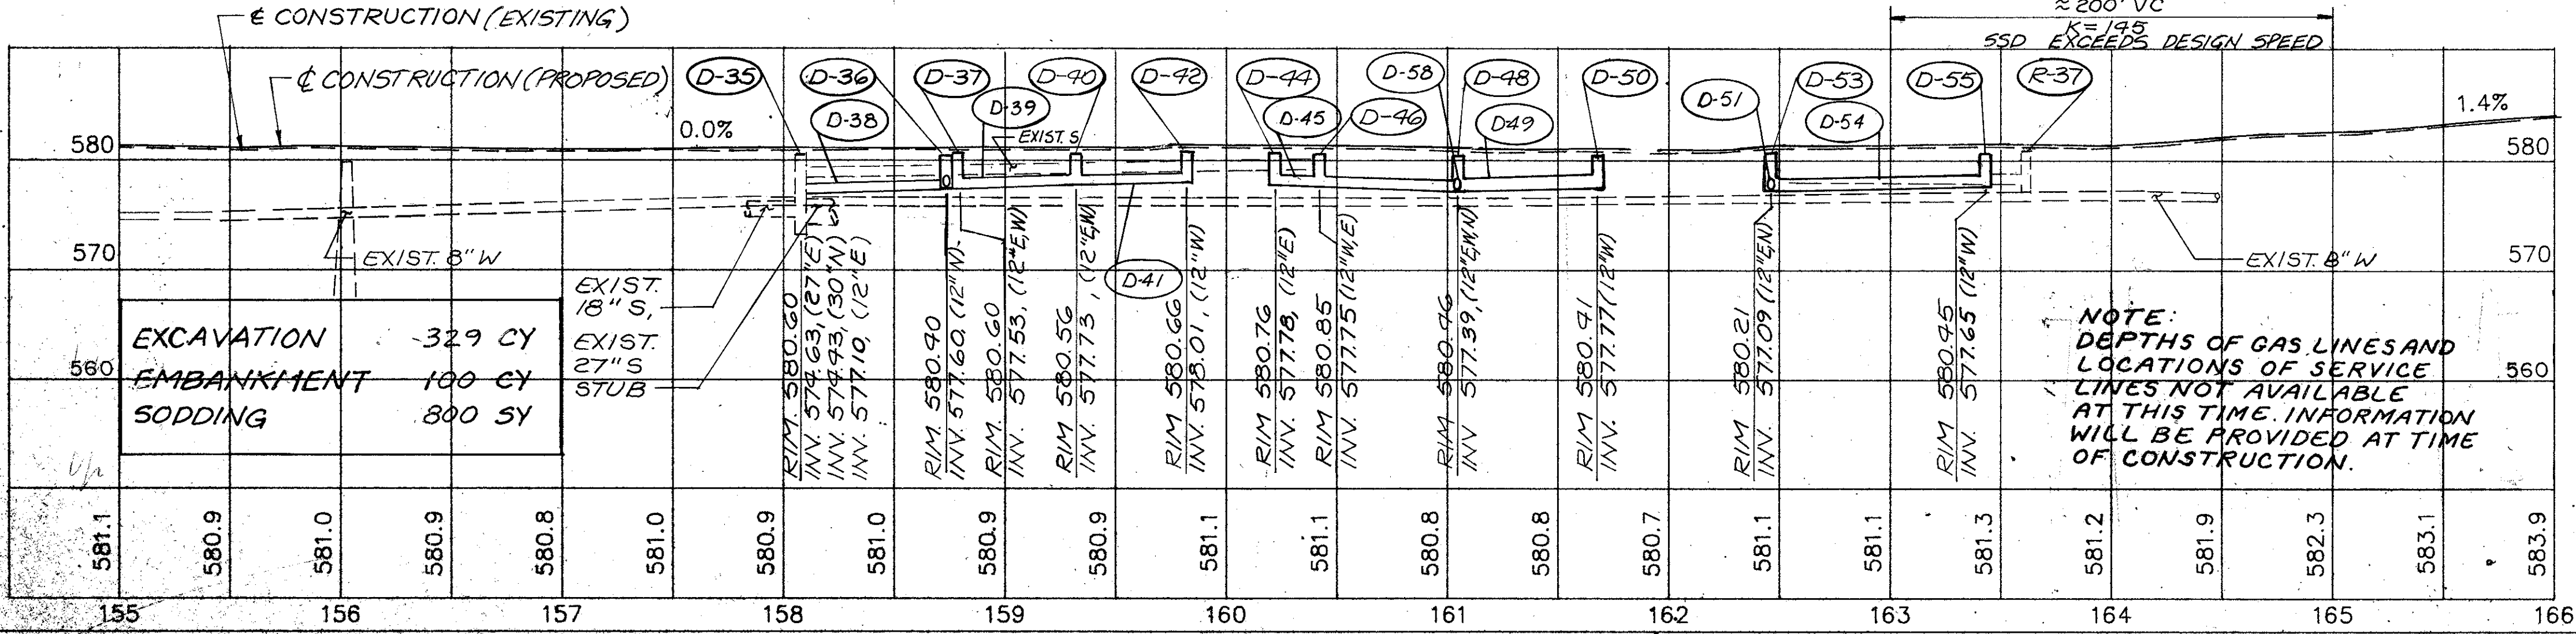 ℄ CONSTRUCTION (EXISTING)
≈ 200' VC
K=145
SSD EXCEEDS DESIGN SPEED
℄ CONSTRUCTION (PROPOSED)
D-35
D-36
D-37
D-40
D-42
D-44
D-58
D-48
D-50
D-53
D-55
R-37
D-38
D-39
D-45
D-46
D-49
D-51
D-54
0.0%
EXIST. S
1.4%
580
580
570
EXIST. 8" W
D-41
EXIST. 8" W
570
EXIST.
18" S,
EXIST.
27" S
STUB
EXCAVATION 329 CY
EMBANKMENT 100 CY
SODDING 800 SY
560
560
RIM. 580.60
INV. 574.63, (27"E)
INV. 574.43, (30"N)
INV. 577.10, (12"E)
RIM. 580.40
INV. 577.60, (12"W)
RIM. 580.60
INV. 577.53, (12"E,W)
RIM 580.56
INV. 577.73, (12"E,W)
RIM 580.66
INV. 578.01, (12"W)
RIM 580.76
INV. 577.78, (12"E)
RIM 580.85
INV. 577.75 (12"W,E)
RIM 580.46
INV 577.39, (12"E,W,N)
RIM 580.41
INV. 577.77 (12"W)
RIM 580.21
INV. 577.09 (12"E,N)
RIM 580.45
INV. 577.65 (12"W)
NOTE:
DEPTHS OF GAS LINES AND
LOCATIONS OF SERVICE
LINES NOT AVAILABLE
AT THIS TIME. INFORMATION
WILL BE PROVIDED AT TIME
OF CONSTRUCTION.
581.1 580.9 581.0 580.9 580.8 581.0 580.9 581.0 580.9 580.9 581.1 581.1 580.8 580.8 580.7 581.1 581.1 581.3 581.2 581.9 582.3 583.1 583.9
155 156 157 158 159 160 161 162 163 164 165 166